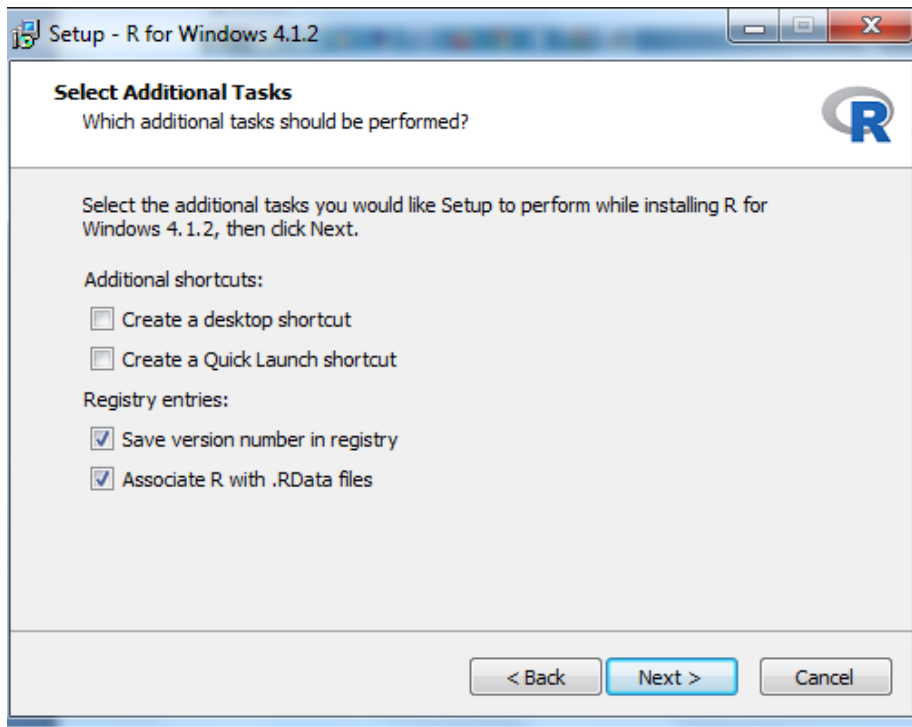 Setup - R for Windows 4.1.2
Select Additional Tasks
Which additional tasks should be performed?
R
Select the additional tasks you would like Setup to perform while installing R for
Windows 4.1.2, then click Next.
Additional shortcuts:
Create a desktop shortcut
Create a Quick Launch shortcut
Registry entries:
Save version number in registry
Associate R with .RData files
< Back
Next >
Cancel